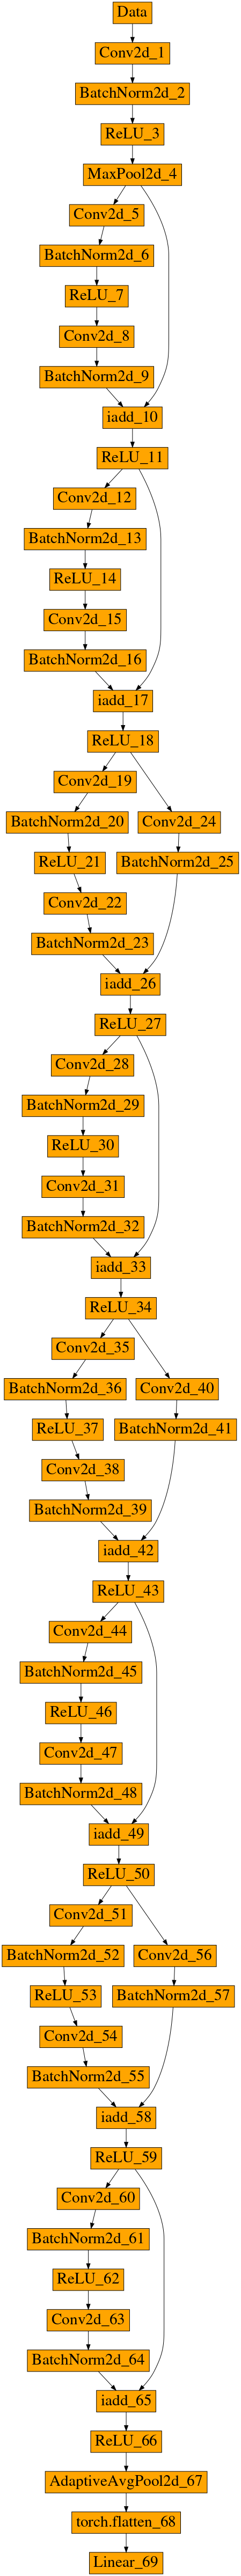 Data
Conv2d_1
BatchNorm2d_2
ReLU_3
MaxPool2d_4
Conv2d_5
BatchNorm2d_6
ReLU_7
Conv2d_8
BatchNorm2d_9
iadd_10
ReLU_11
Conv2d_12
BatchNorm2d_13
ReLU_14
Conv2d_15
BatchNorm2d_16
iadd_17
ReLU_18
Conv2d_19
BatchNorm2d_20 Conv2d_24
ReLU_21 BatchNorm2d_25
Conv2d_22
BatchNorm2d_23
iadd_26
ReLU_27
Conv2d_28
BatchNorm2d_29
ReLU_30
Conv2d_31
BatchNorm2d_32
iadd_33
ReLU_34
Conv2d_35
BatchNorm2d_36 Conv2d_40
ReLU_37 BatchNorm2d_41
Conv2d_38
BatchNorm2d_39
iadd_42
ReLU_43
Conv2d_44
BatchNorm2d_45
ReLU_46
Conv2d_47
BatchNorm2d_48
iadd_49
ReLU_50
Conv2d_51
BatchNorm2d_52 Conv2d_56
ReLU_53 BatchNorm2d_57
Conv2d_54
BatchNorm2d_55
iadd_58
ReLU_59
Conv2d_60
BatchNorm2d_61
ReLU_62
Conv2d_63
BatchNorm2d_64
iadd_65
ReLU_66
AdaptiveAvgPool2d_67
torch.flatten_68
Linear_69